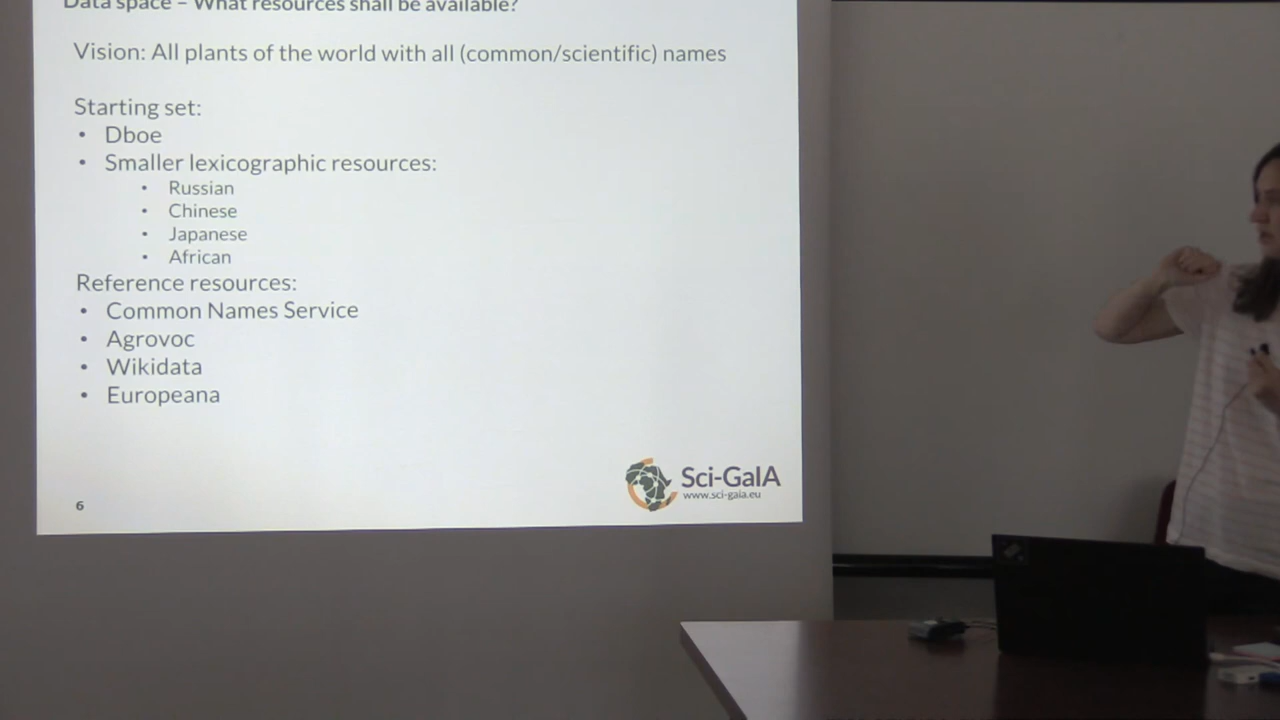 Data space – What resources shall be available?
Vision: All plants of the world with all (common/scientific) names
Starting set:
• Dboe
• Smaller lexicographic resources:
• Russian
• Chinese
• Japanese
• African
Reference resources:
• Common Names Service
• Agrovoc
• Wikidata
• Europeana
Sci-GaIA
www.sci-gaia.eu
6